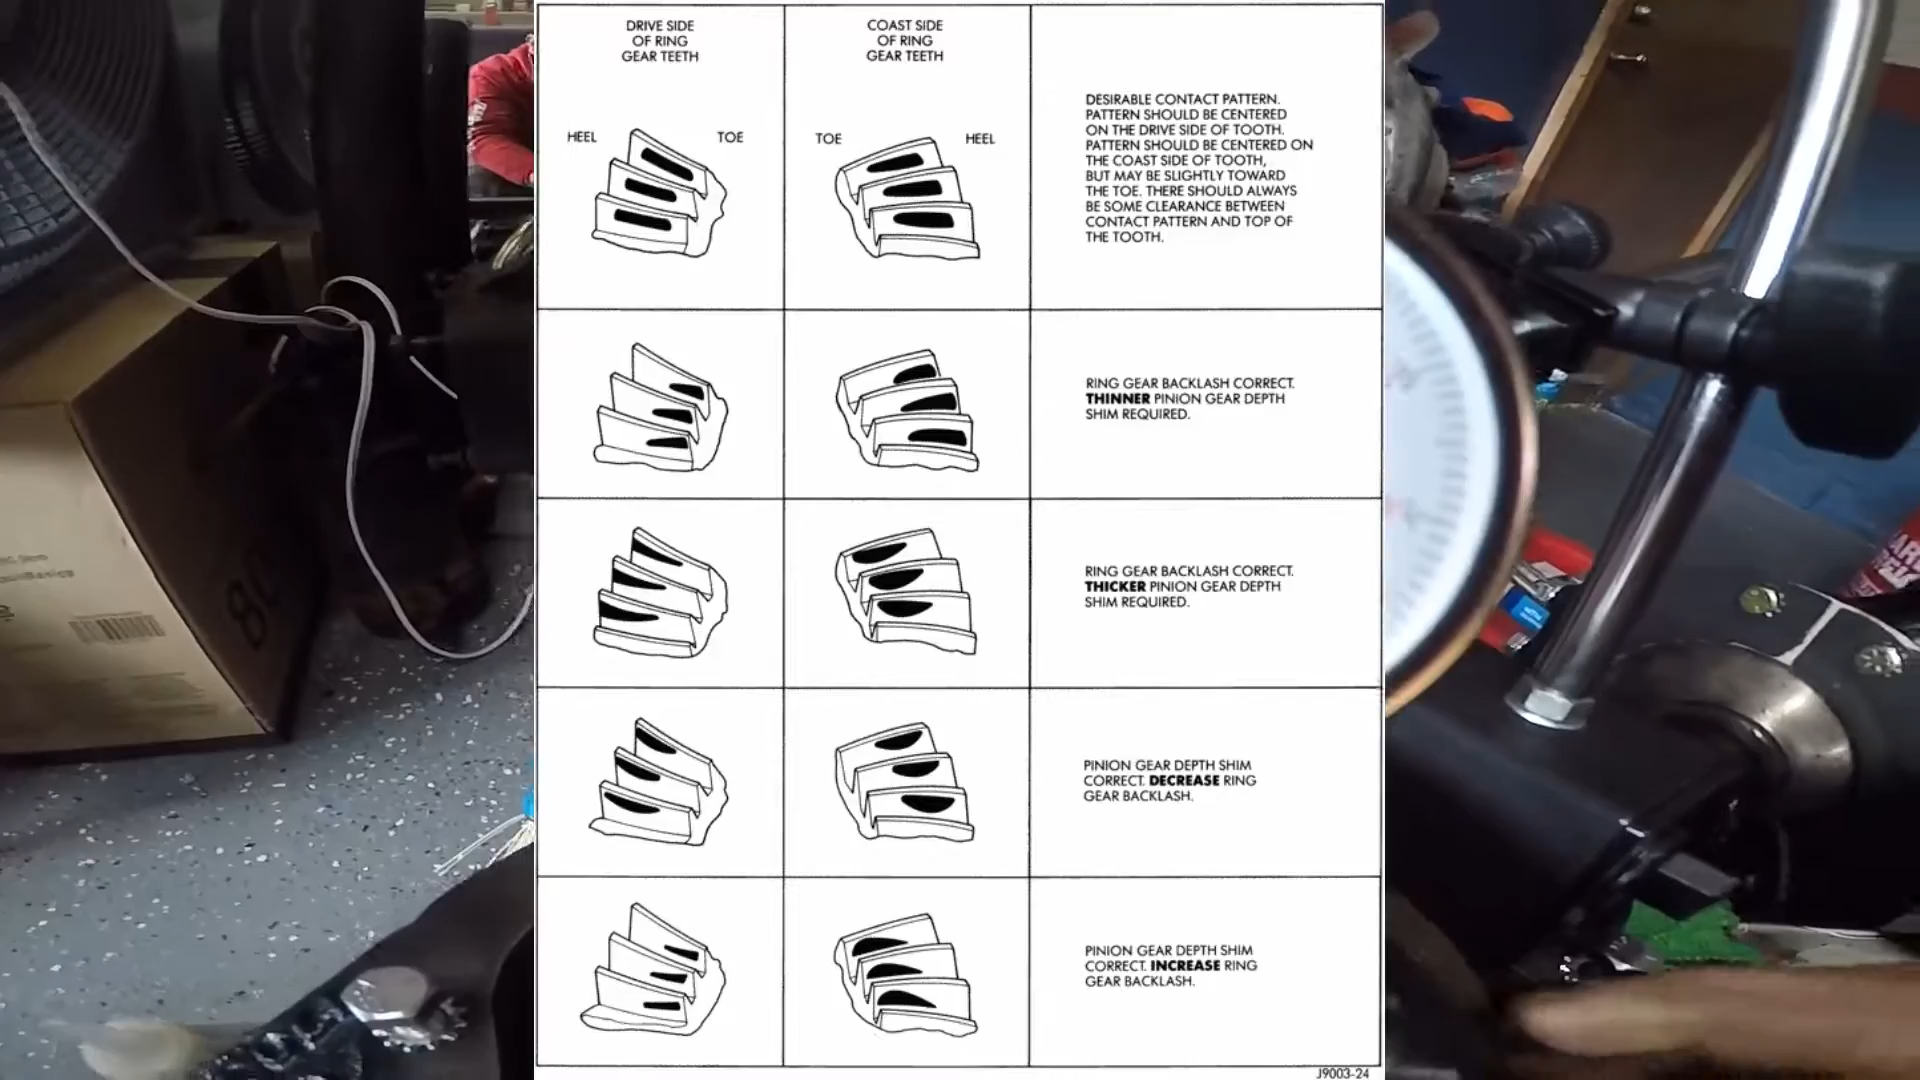 DRIVE SIDE
OF RING
GEAR TEETH
COAST SIDE
OF RING
GEAR TEETH
HEEL
TOE
TOE
HEEL
DESIRABLE CONTACT PATTERN.
PATTERN SHOULD BE CENTERED
ON THE DRIVE SIDE OF TOOTH.
PATTERN SHOULD BE CENTERED ON
THE COAST SIDE OF TOOTH,
BUT MAY BE SLIGHTLY TOWARD
THE TOE. THERE SHOULD ALWAYS
BE SOME CLEARANCE BETWEEN
CONTACT PATTERN AND TOP OF
THE TOOTH.
RING GEAR BACKLASH CORRECT.
THINNER PINION GEAR DEPTH
SHIM REQUIRED.
RING GEAR BACKLASH CORRECT.
THICKER PINION GEAR DEPTH
SHIM REQUIRED.
PINION GEAR DEPTH SHIM
CORRECT. DECREASE RING
GEAR BACKLASH.
PINION GEAR DEPTH SHIM
CORRECT. INCREASE RING
GEAR BACKLASH.
J9003-24